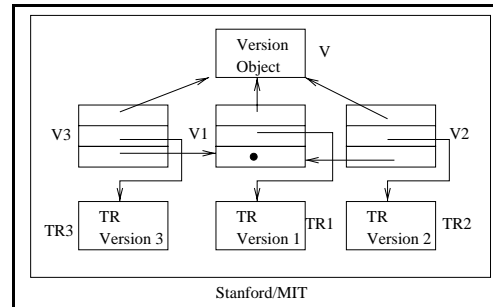 Version
Object
V
V3
V1
V2
TR
Version 3
TR
Version 1
TR
Version 2
TR3
TR1
TR2
Stanford/MIT